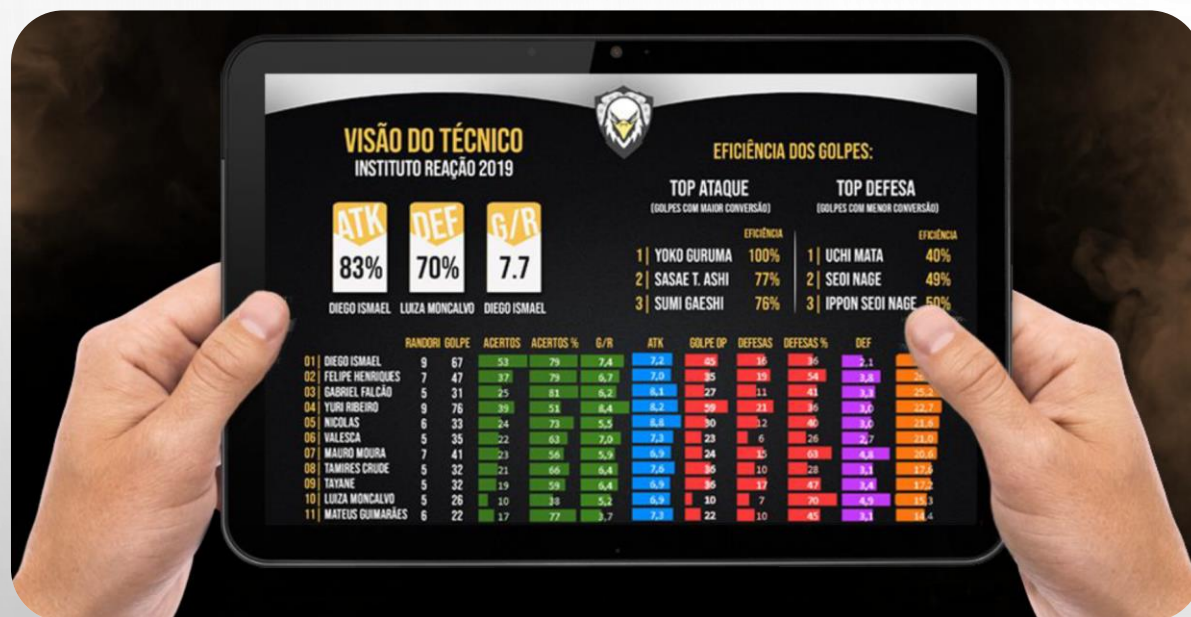 VISÃO DO TÉCNICO
INSTITUTO REAÇÃO 2019
ATK
83%
DIEGO ISMAEL
DEF
70%
LUIZA MONCALVO
G/R
7.7
DIEGO ISMAEL
EFICIÊNCIA DOS GOLPES:
TOP ATAQUE
(GOLPES COM MAIOR CONVERSÃO)
EFICIÊNCIA
1| YOKO GURUMA 100%
2| SASAE T. ASHI 77%
3| SUMI GAESHI 76%
TOP DEFESA
(GOLPES COM MENOR CONVERSÃO)
EFICIÊNCIA
1| UCHI MATA 40%
2| SEOI NAGE 49%
3| IPPON SEOI NAGE 50%
RANDORI GOLPE ACERTOS ACERTOS % G/R ATK GOLPE OP DEFESAS DEFESAS % DEF
01| DIEGO ISMAEL 9 67 53 79 7,4 7,2 45 16 36 2,1
02| FELIPE HENRIQUES 7 47 37 79 6,7 7,0 35 19 54 3,8
03| GABRIEL FALCÃO 5 31 25 81 6,2 8,1 27 11 41 3,3 25,2
04| YURI RIBEIRO 9 76 39 51 8,4 8,2 59 21 36 3,0 22,7
05| NICOLAS 6 33 24 73 5,5 8,8 30 12 40 3,0 21,6
06| VALESCA 5 35 22 63 7,0 7,3 23 6 26 2,7 21,0
07| MAURO MOURA 7 41 23 56 5,9 6,9 24 15 63 4,8 20,6
08| TAMIRES CRUDE 5 32 21 66 6,4 7,6 36 10 28 3,1 17,6
09| TAYANE 5 32 19 59 6,4 6,9 36 17 47 3,4 17,2
10| LUIZA MONCALVO 5 26 10 38 5,2 6,9 10 7 70 4,9 15,3
11| MATEUS GUIMARÃES 6 22 17 77 3,7 7,3 22 10 45 3,1 14,4